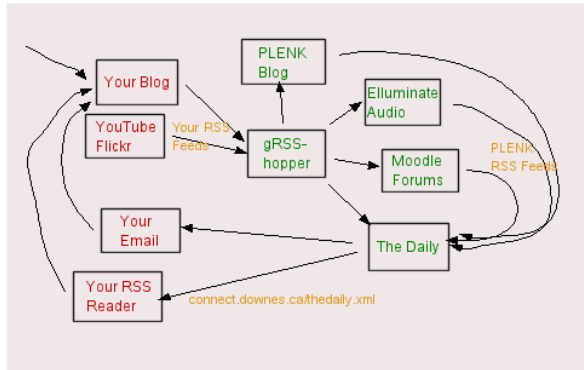 PLENK
Blog
Your Blog
Elluminate
Audio
YouTube
Flickr
Your RSS
Feeds
gRSS-
hopper
PLENK
RSS Feeds
Moodle
Forums
Your
Email
The Daily
Your RSS
Reader
connect.downes.ca/thedaily.xml